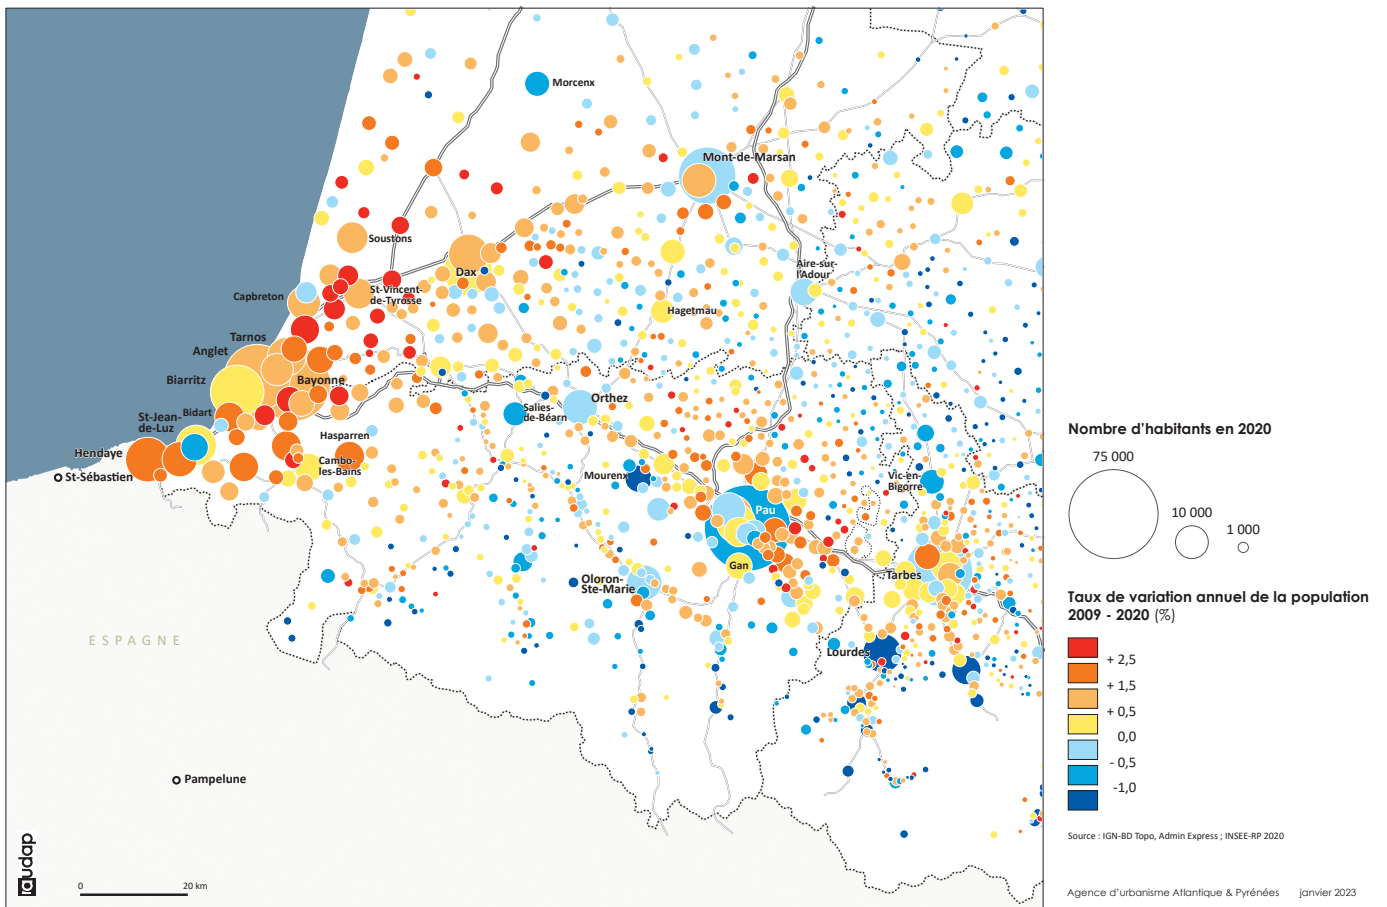 Morcenx
Mont-de-Marsan
Soustons
Dax
Aire-sur-
l'Adour
St-Vincent-
de-Tyrosse
Capbreton
Hagetmau
Tarnos
Anglet
Biarritz
Bayonne
Orthez
St-Jean-
de-Luz
Bidart
Salies-
de-Béarn
Hasparren
Hendaye
Cambo-
les-Bains
St-Sébastien
Mourenx
Vic-en-
Bigorre
Pau
Gan
Tarbes
Oloron-
Ste-Marie
ESPAGNE
Lourdes
Pampelune
audap
0 20 km
Nombre d'habitants en 2020
75 000
10 000
1 000
Taux de variation annuel de la population
2009 - 2020 (%)
+ 2,5
+ 1,5
+ 0,5
0,0
- 0,5
-1,0
Source : IGN-BD Topo, Admin Express ; INSEE-RP 2020
Agence d'urbanisme Atlantique & Pyrénées janvier 2023